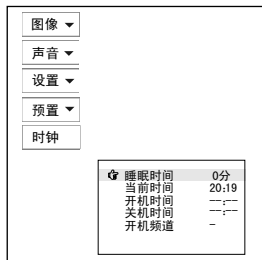 图像 ▼
声音 ▼
设置 ▼
预置 ▼
时钟
睡眠时间 0分
当前时间 20:19
开机时间 --:--
关机时间 --:--
开机频道 -